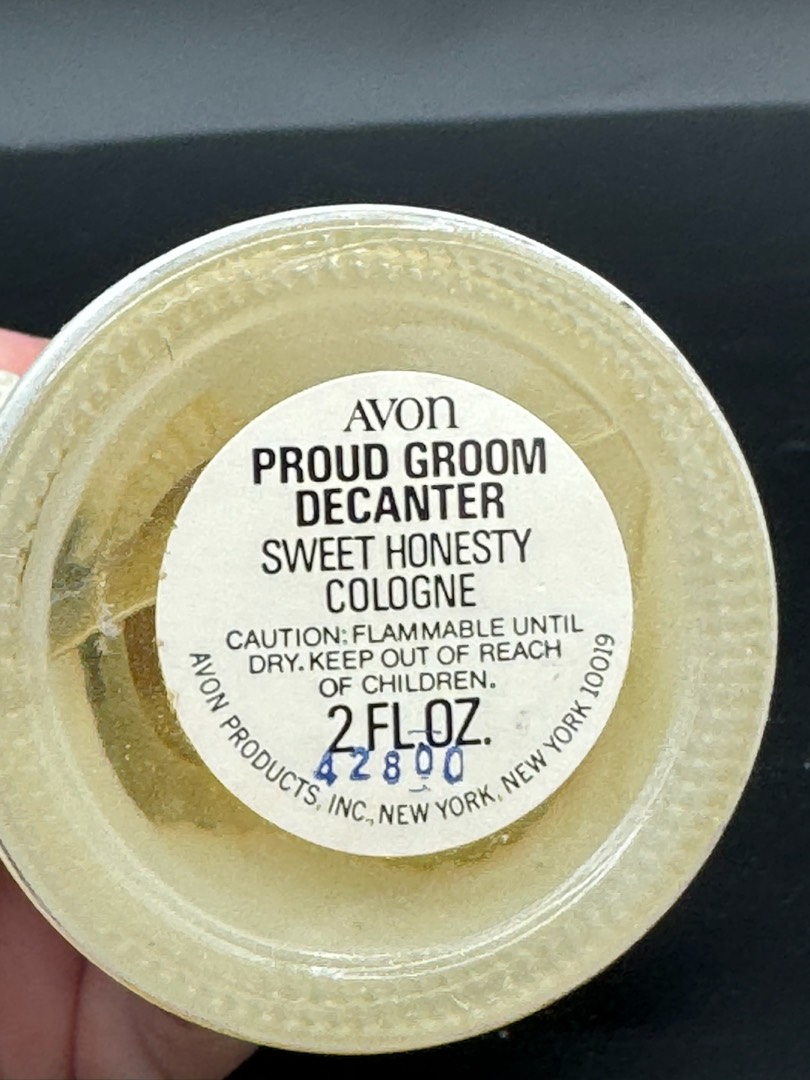 AVON
PROUD GROOM
DECANTER
SWEET HONESTY
COLOGNE
CAUTION: FLAMMABLE UNTIL
DRY. KEEP OUT OF REACH
OF CHILDREN.
2 FL.OZ.
42800
AVON PRODUCTS, INC., NEW YORK, NEW YORK 10019